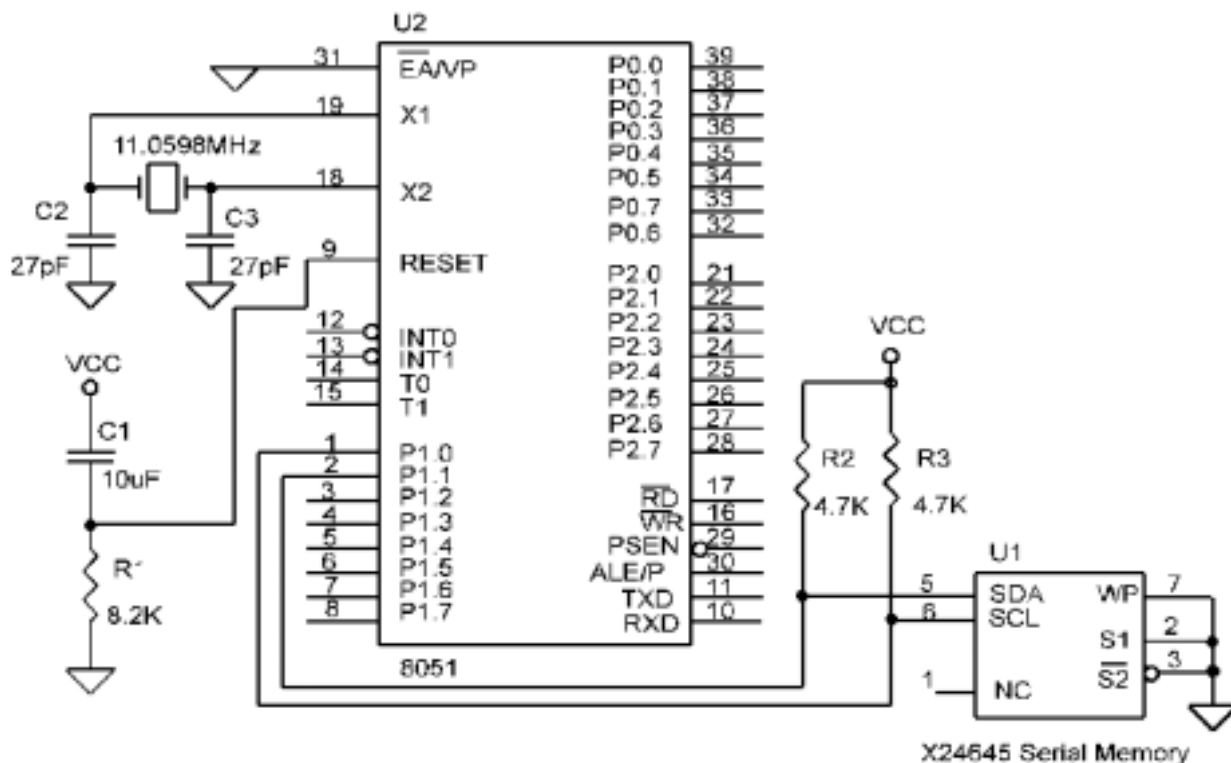 U2
31
EA/VP
19
X1
11.0598MHz
18
X2
C2
27pF
C3
27pF
9
RESET
12
INT0
13
INT1
14
T0
15
T1
VCC
C1
10uF
R1
8.2K
1
P1.0
2
P1.1
3
P1.2
4
P1.3
5
P1.4
6
P1.5
7
P1.6
8
P1.7
P0.0
39
P0.1
38
P0.2
37
P0.3
36
P0.4
35
P0.5
34
P0.7
33
P0.6
32
P2.0
21
P2.1
22
P2.2
23
P2.3
24
P2.4
25
P2.5
26
P2.6
27
P2.7
28
RD
17
WR
16
PSEN
29
ALE/P
30
TXD
11
RXD
10
8051
VCC
R2
4.7K
R3
4.7K
U1
5
SDA
6
SCL
1
NC
WP
7
S1
2
S2
3
X24645 Serial Memory